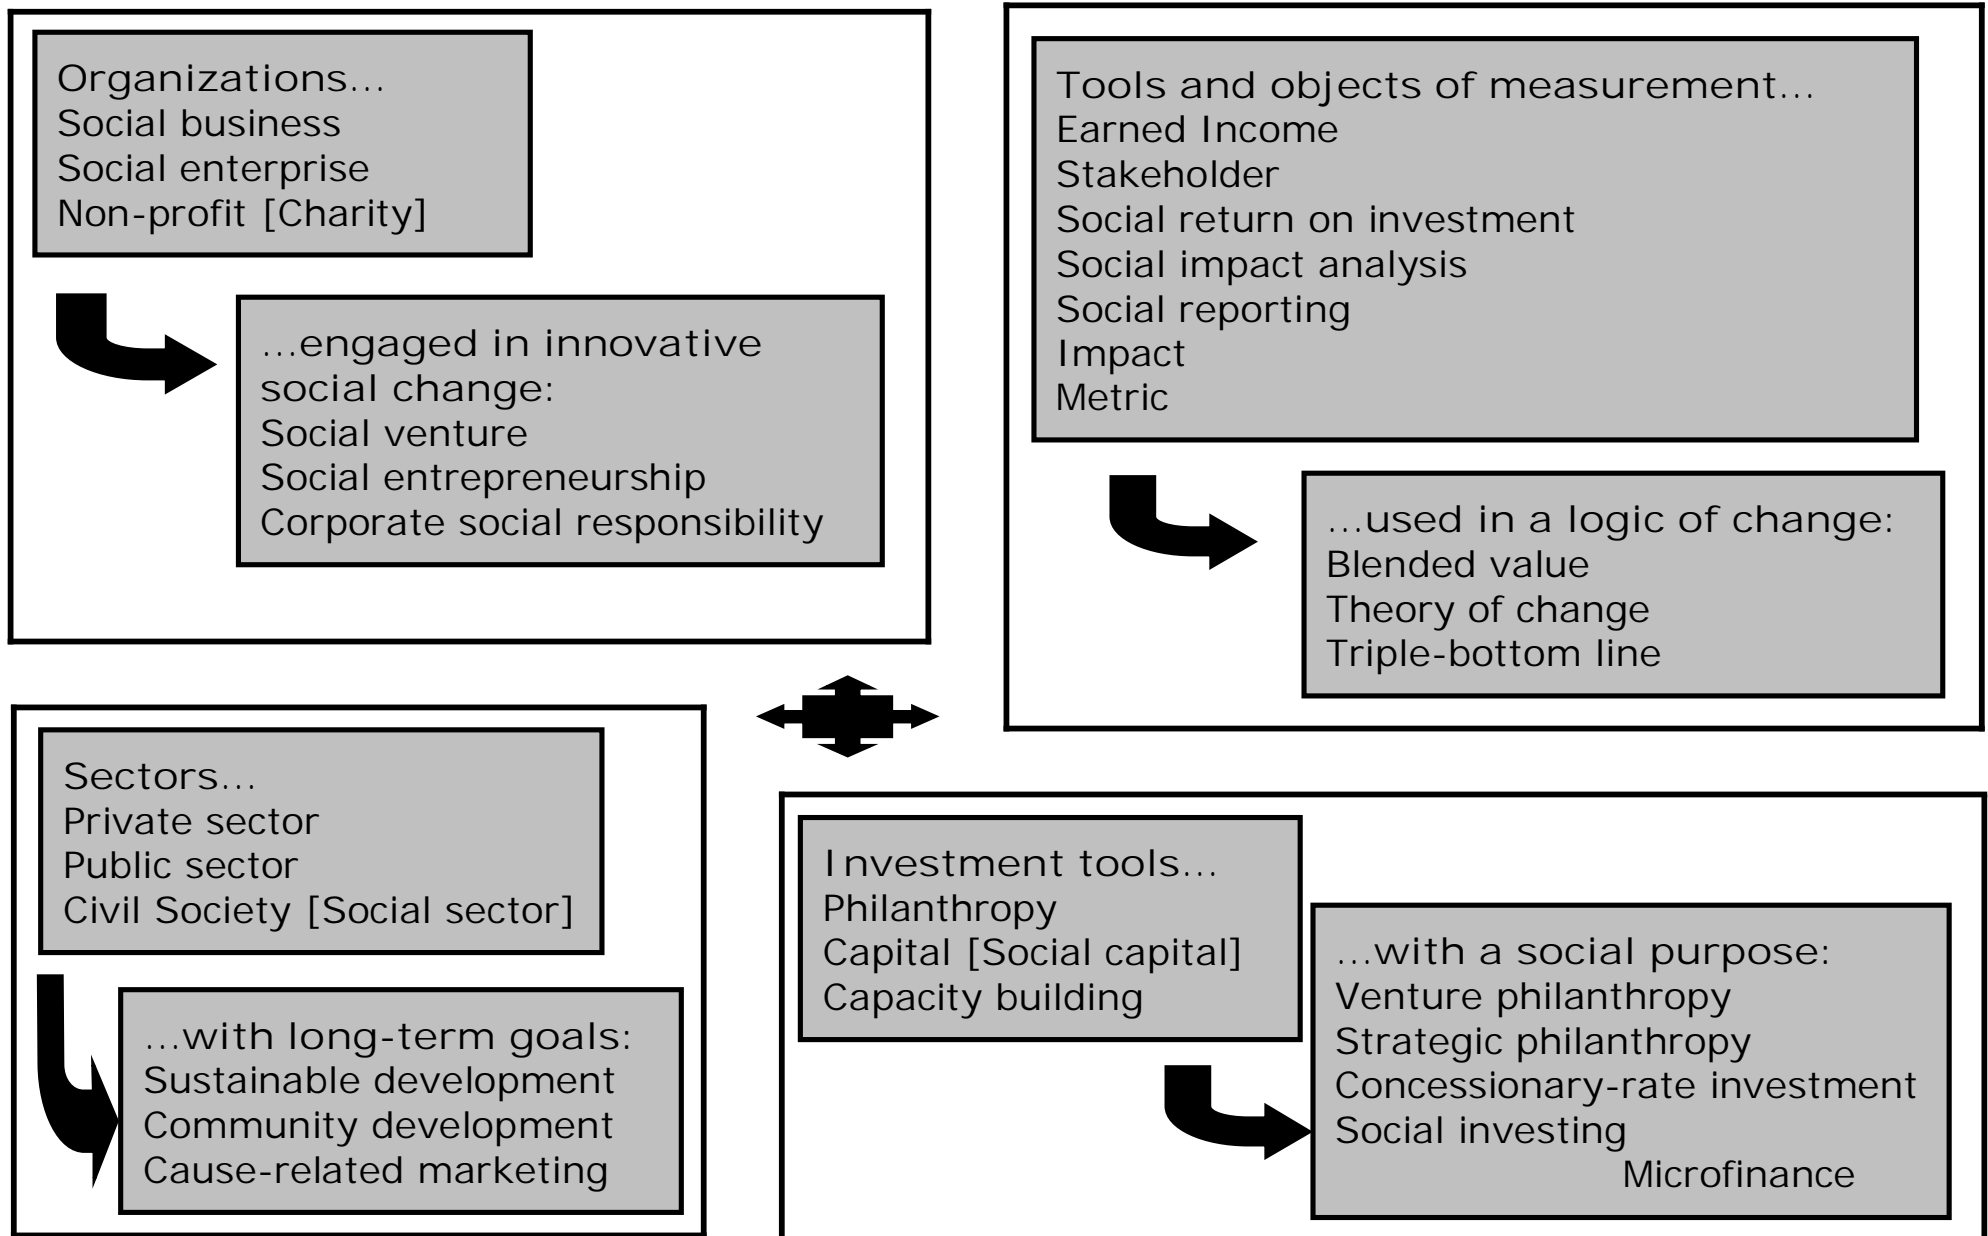 Organizations...
Social business
Social enterprise
Non-profit [Charity]
...engaged in innovative
social change:
Social venture
Social entrepreneurship
Corporate social responsibility
Tools and objects of measurement...
Earned Income
Stakeholder
Social return on investment
Social impact analysis
Social reporting
Impact
Metric
...used in a logic of change:
Blended value
Theory of change
Triple-bottom line
Sectors...
Private sector
Public sector
Civil Society [Social sector]
...with long-term goals:
Sustainable development
Community development
Cause-related marketing
Investment tools...
Philanthropy
Capital [Social capital]
Capacity building
...with a social purpose:
Venture philanthropy
Strategic philanthropy
Concessionary-rate investment
Social investing
Microfinance